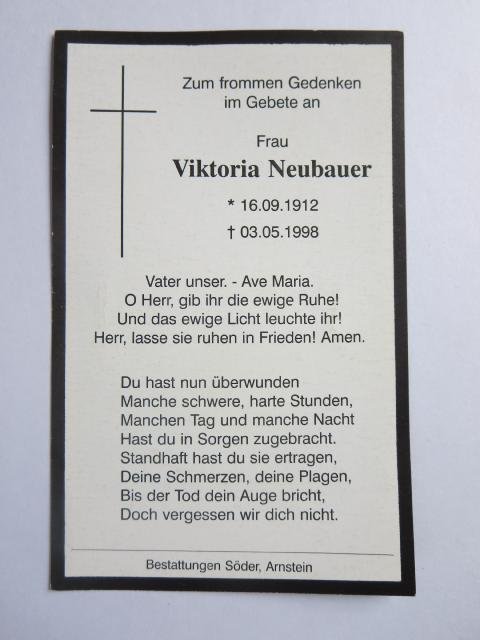 Zum frommen Gedenken
im Gebete an
Frau
Viktoria Neubauer
* 16.09.1912
† 03.05.1998
Vater unser. - Ave Maria.
O Herr, gib ihr die ewige Ruhe!
Und das ewige Licht leuchte ihr!
Herr, lasse sie ruhen in Frieden! Amen.
Du hast nun überwunden
Manche schwere, harte Stunden,
Manchen Tag und manche Nacht
Hast du in Sorgen zugebracht.
Standhaft hast du sie ertragen,
Deine Schmerzen, deine Plagen,
Bis der Tod dein Auge bricht,
Doch vergessen wir dich nicht.
Bestattungen Söder, Arnstein